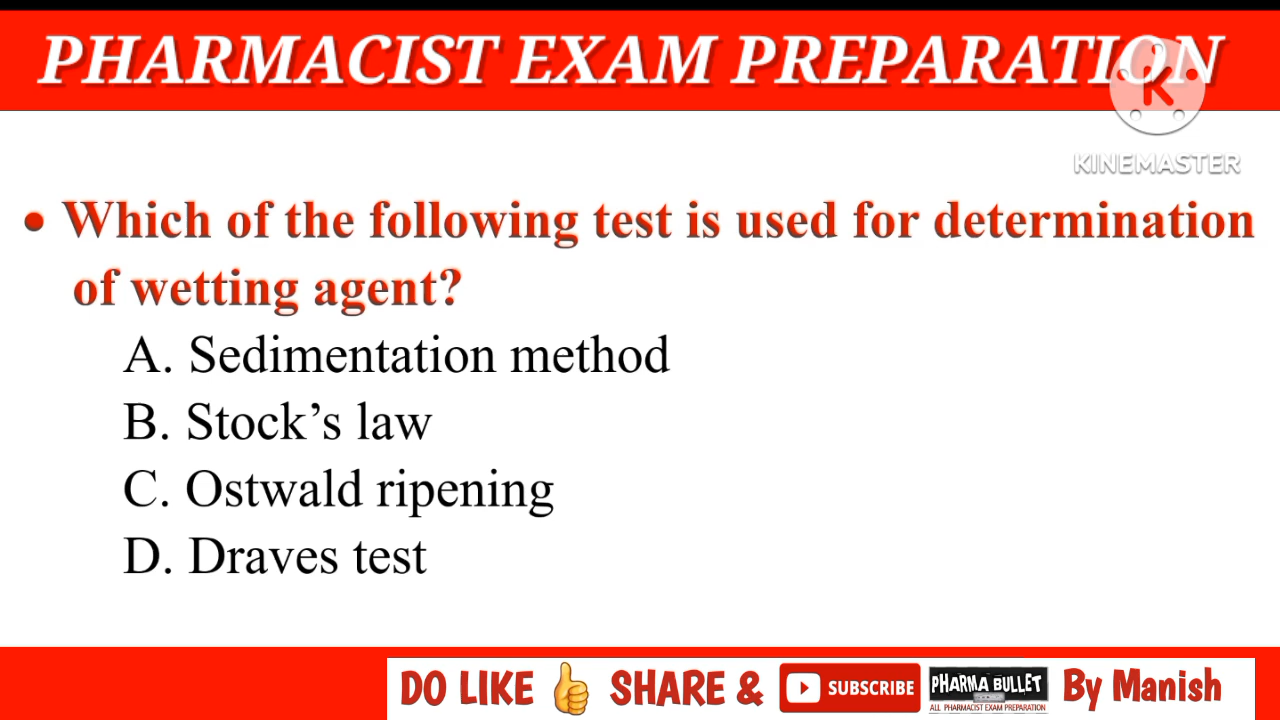 PHARMACIST EXAM PREPARATION
K
KINEMASTER
• Which of the following test is used for determination
of wetting agent?
A. Sedimentation method
B. Stock’s law
C. Ostwald ripening
D. Draves test
DO LIKE 👍 SHARE & SUBSCRIBE PHARMA BULLET By Manish
ALL PHARMACIST EXAM PREPARATION